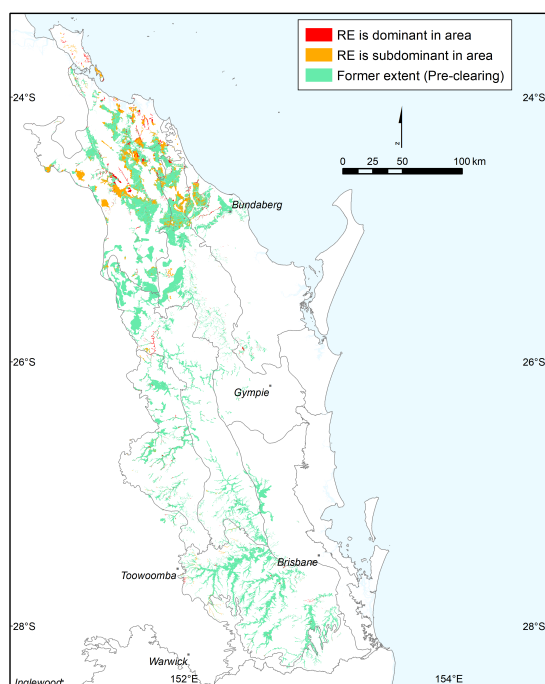 RE is dominant in area
RE is subdominant in area
Former extent (Pre-clearing)
24°S
24°S
N
0 25 50 100 km
Bundaberg
26°S
26°S
Gympie
Brisbane
Toowoomba
28°S
28°S
Warwick
Inglewood
152°E
154°E